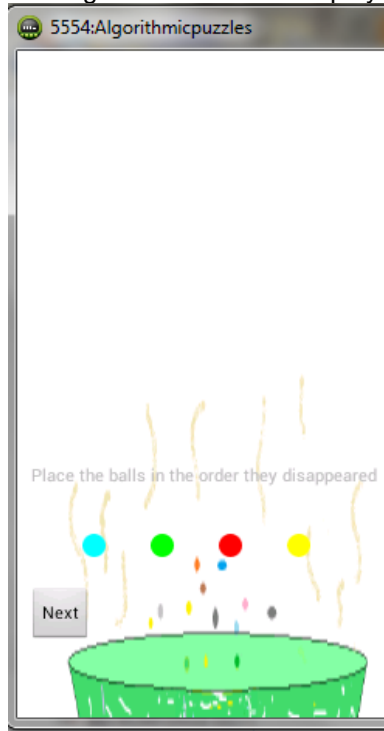 5554:Algorithmicpuzzles
Place the balls in the order they disappeared
Next